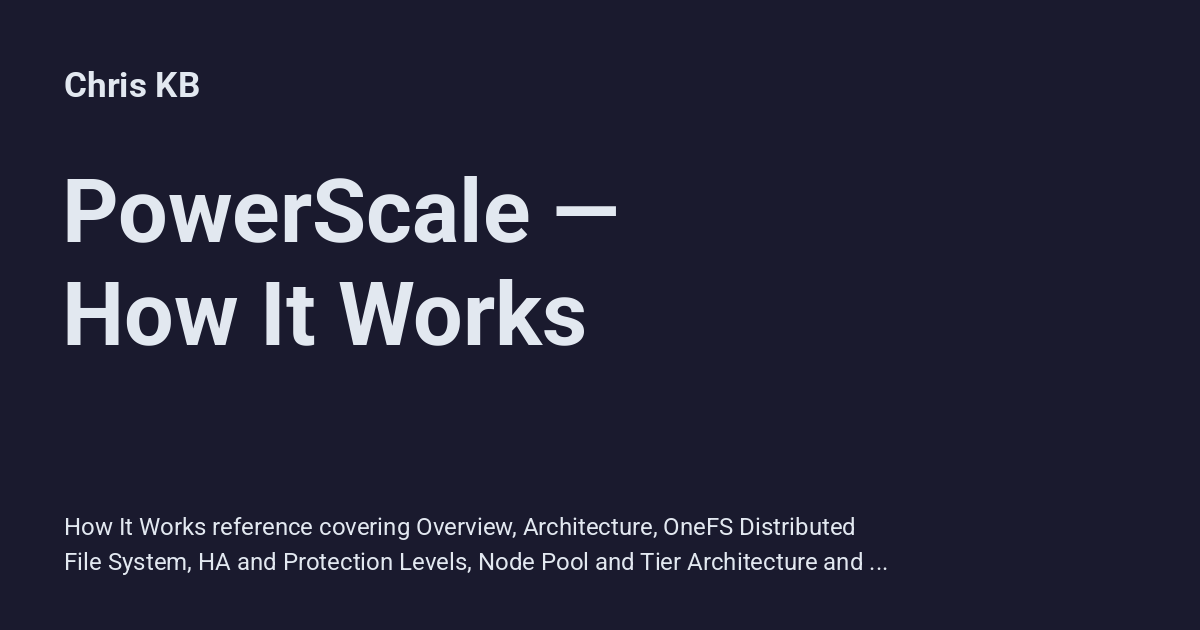 Chris KB
PowerScale —
How It Works
How It Works reference covering Overview, Architecture, OneFS Distributed
File System, HA and Protection Levels, Node Pool and Tier Architecture and ...